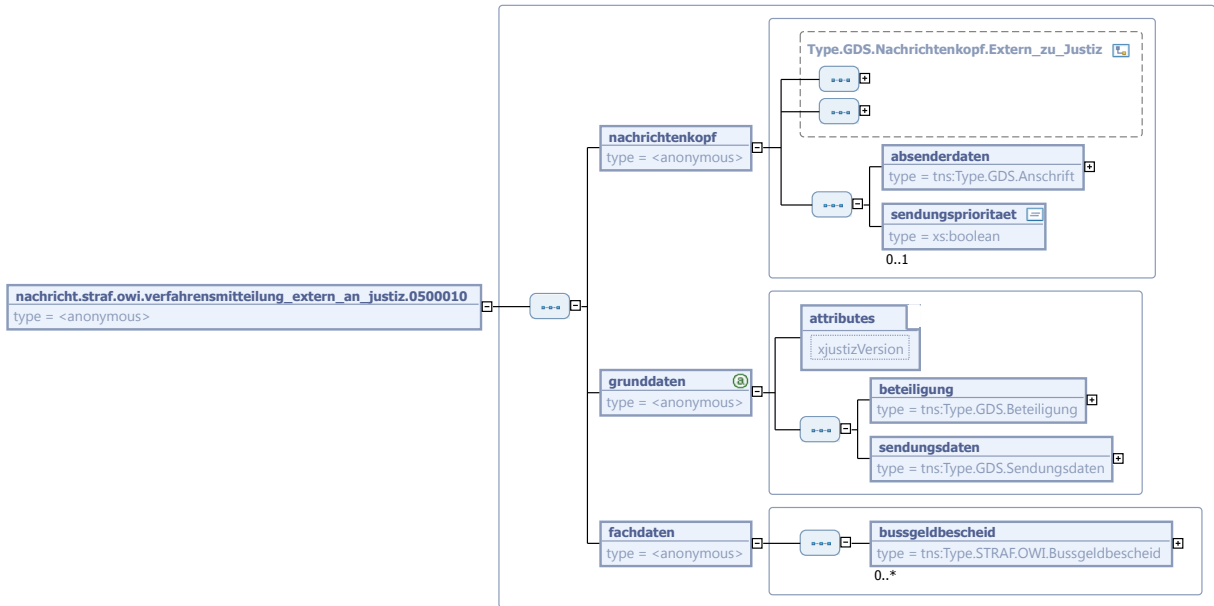 Type.GDS.Nachrichtenkopf.Extern_zu_Justiz
nachrichtenkopf
type = <anonymous>
absenderdaten
type = tns:Type.GDS.Anschrift
sendungsprioritaet
type = xs:boolean
0..1
nachricht.straf.owi.verfahrensmitteilung_extern_an_justiz.0500010
type = <anonymous>
attributes
xjustizVersion
grunddaten
type = <anonymous>
beteiligung
type = tns:Type.GDS.Beteiligung
sendungsdaten
type = tns:Type.GDS.Sendungsdaten
fachdaten
type = <anonymous>
bussgeldbescheid
type = tns:Type.STRAF.OWI.Bussgeldbescheid
0..*